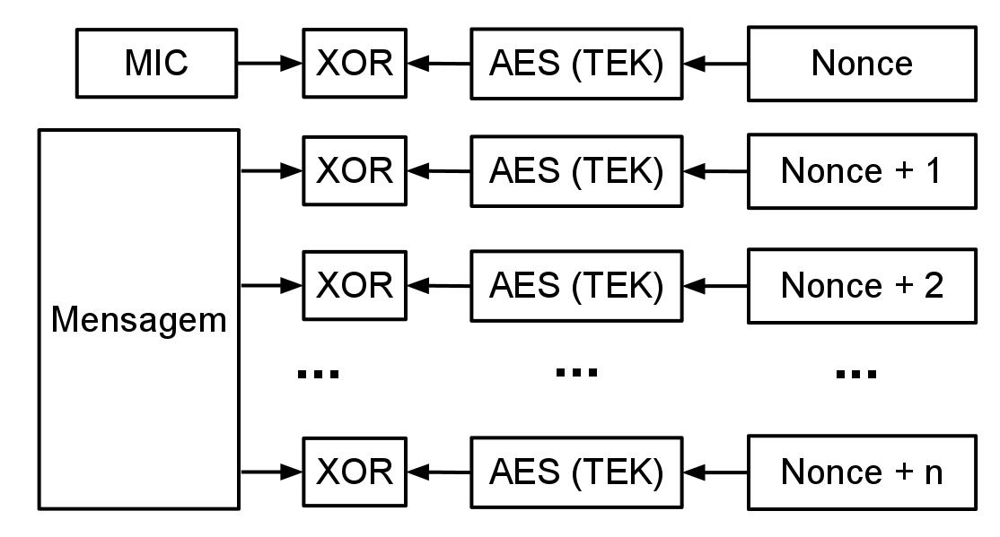 MIC XOR AES (TEK) Nonce
XOR AES (TEK) Nonce + 1
XOR AES (TEK) Nonce + 2
Mensagem
... ... ...
XOR AES (TEK) Nonce + n